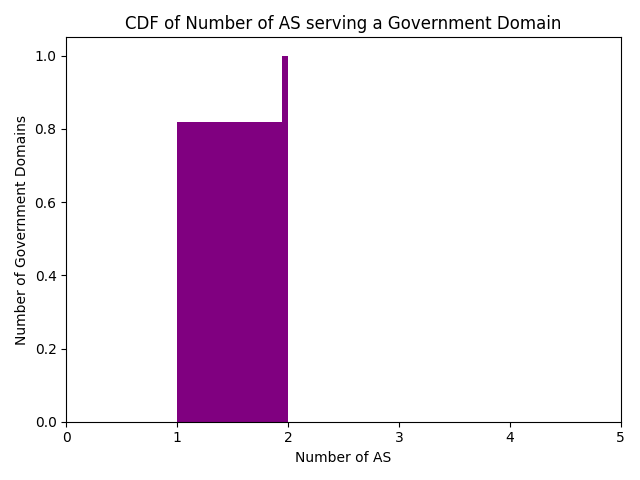 CDF of Number of AS serving a Government Domain
Number of Government Domains
1.0
0.8
0.6
0.4
0.2
0.0
0 1 2 3 4 5
Number of AS